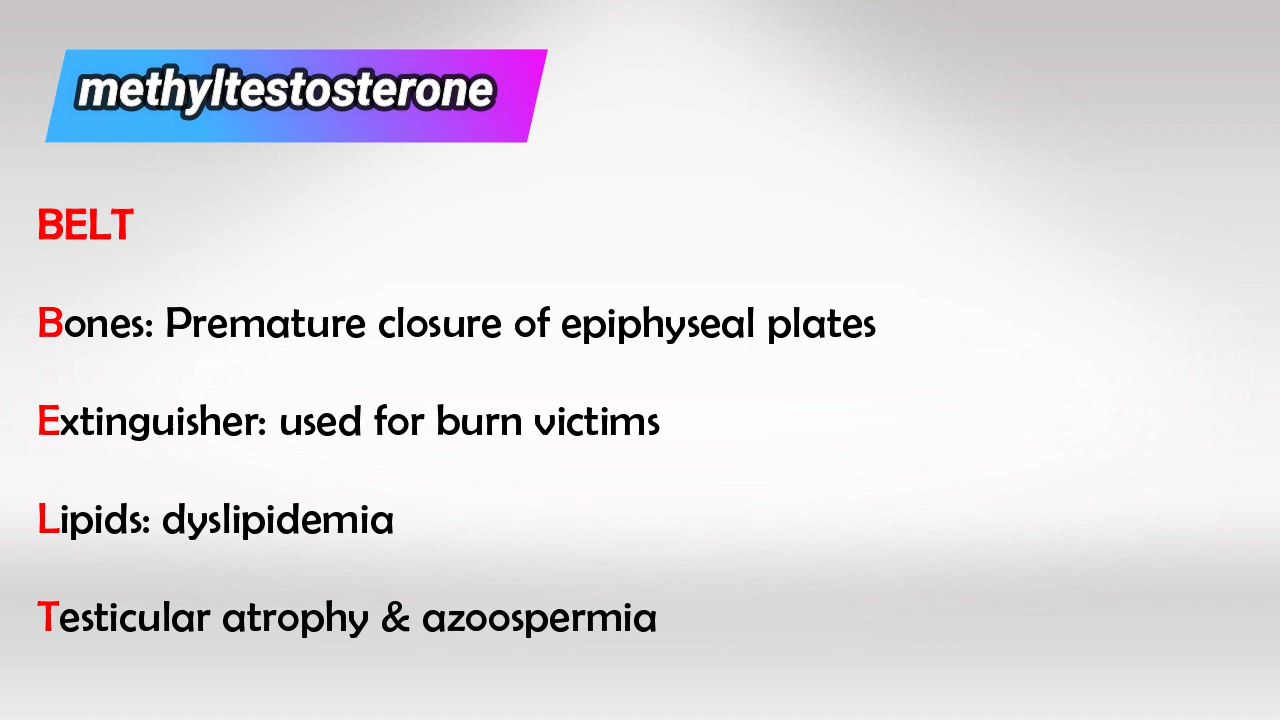 methyltestosterone
BELT
Bones: Premature closure of epiphyseal plates
Extinguisher: used for burn victims
Lipids: dyslipidemia
Testicular atrophy & azoospermia